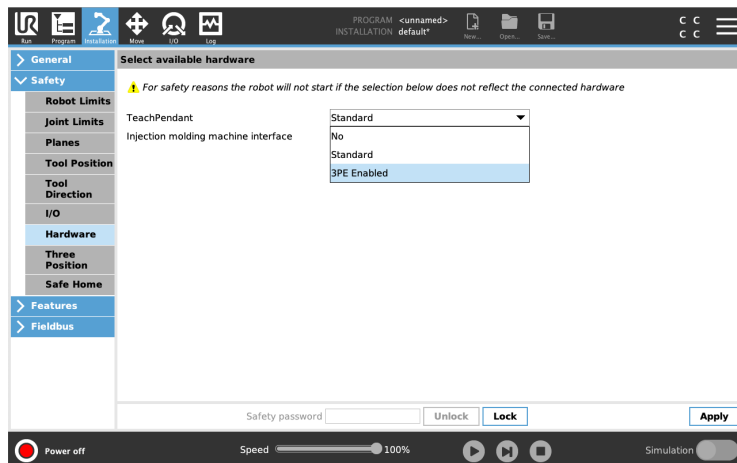 PROGRAM <unnamed>
INSTALLATION default*
C C
C C
UR
Run
Program
Installation
Move
I/O
Log
New...
Open...
Save...
General
Safety
Robot Limits
Joint Limits
Planes
Tool Position
Tool
Direction
I/O
Hardware
Three
Position
Safe Home
Features
Fieldbus
Select available hardware
For safety reasons the robot will not start if the selection below does not reflect the connected hardware
TeachPendant
Standard
Injection molding machine interface
No
Standard
3PE Enabled
Safety password
Unlock
Lock
Apply
Power off
Speed
100%
Simulation